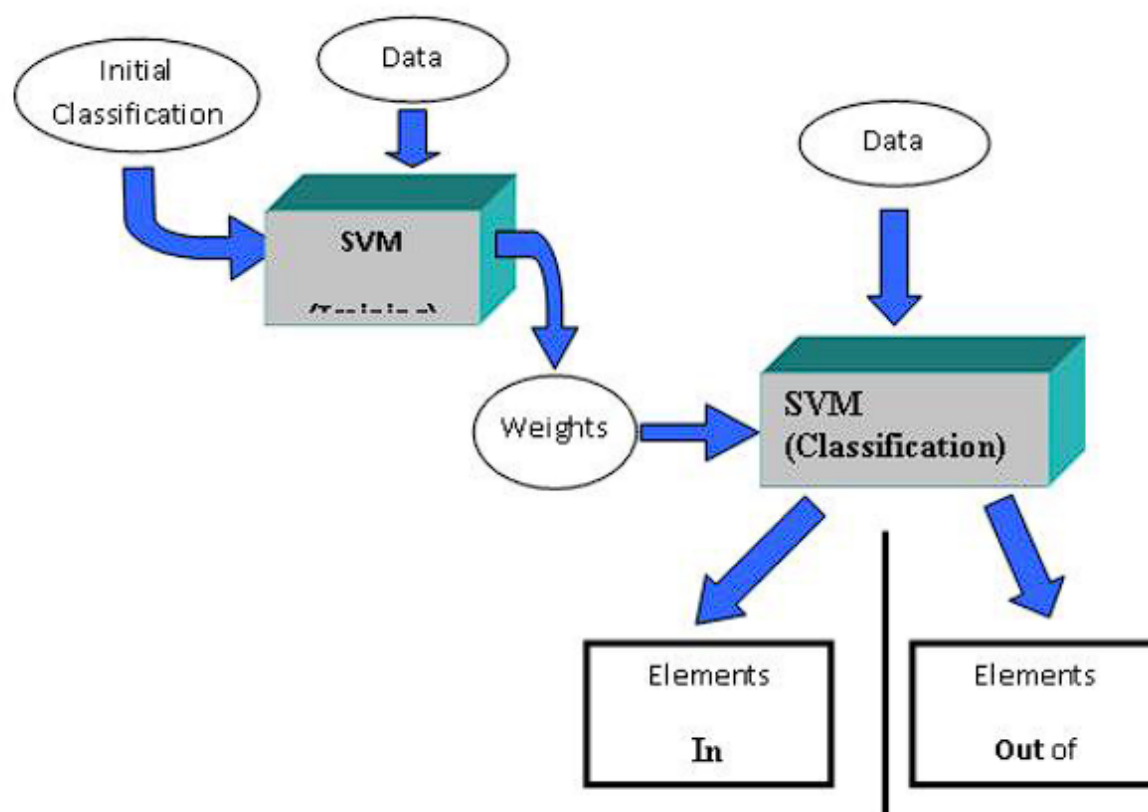 Initial
Classification
Data
SVM
Data
Weights
SVM
(Classification)
Elements
In
Elements
Out of